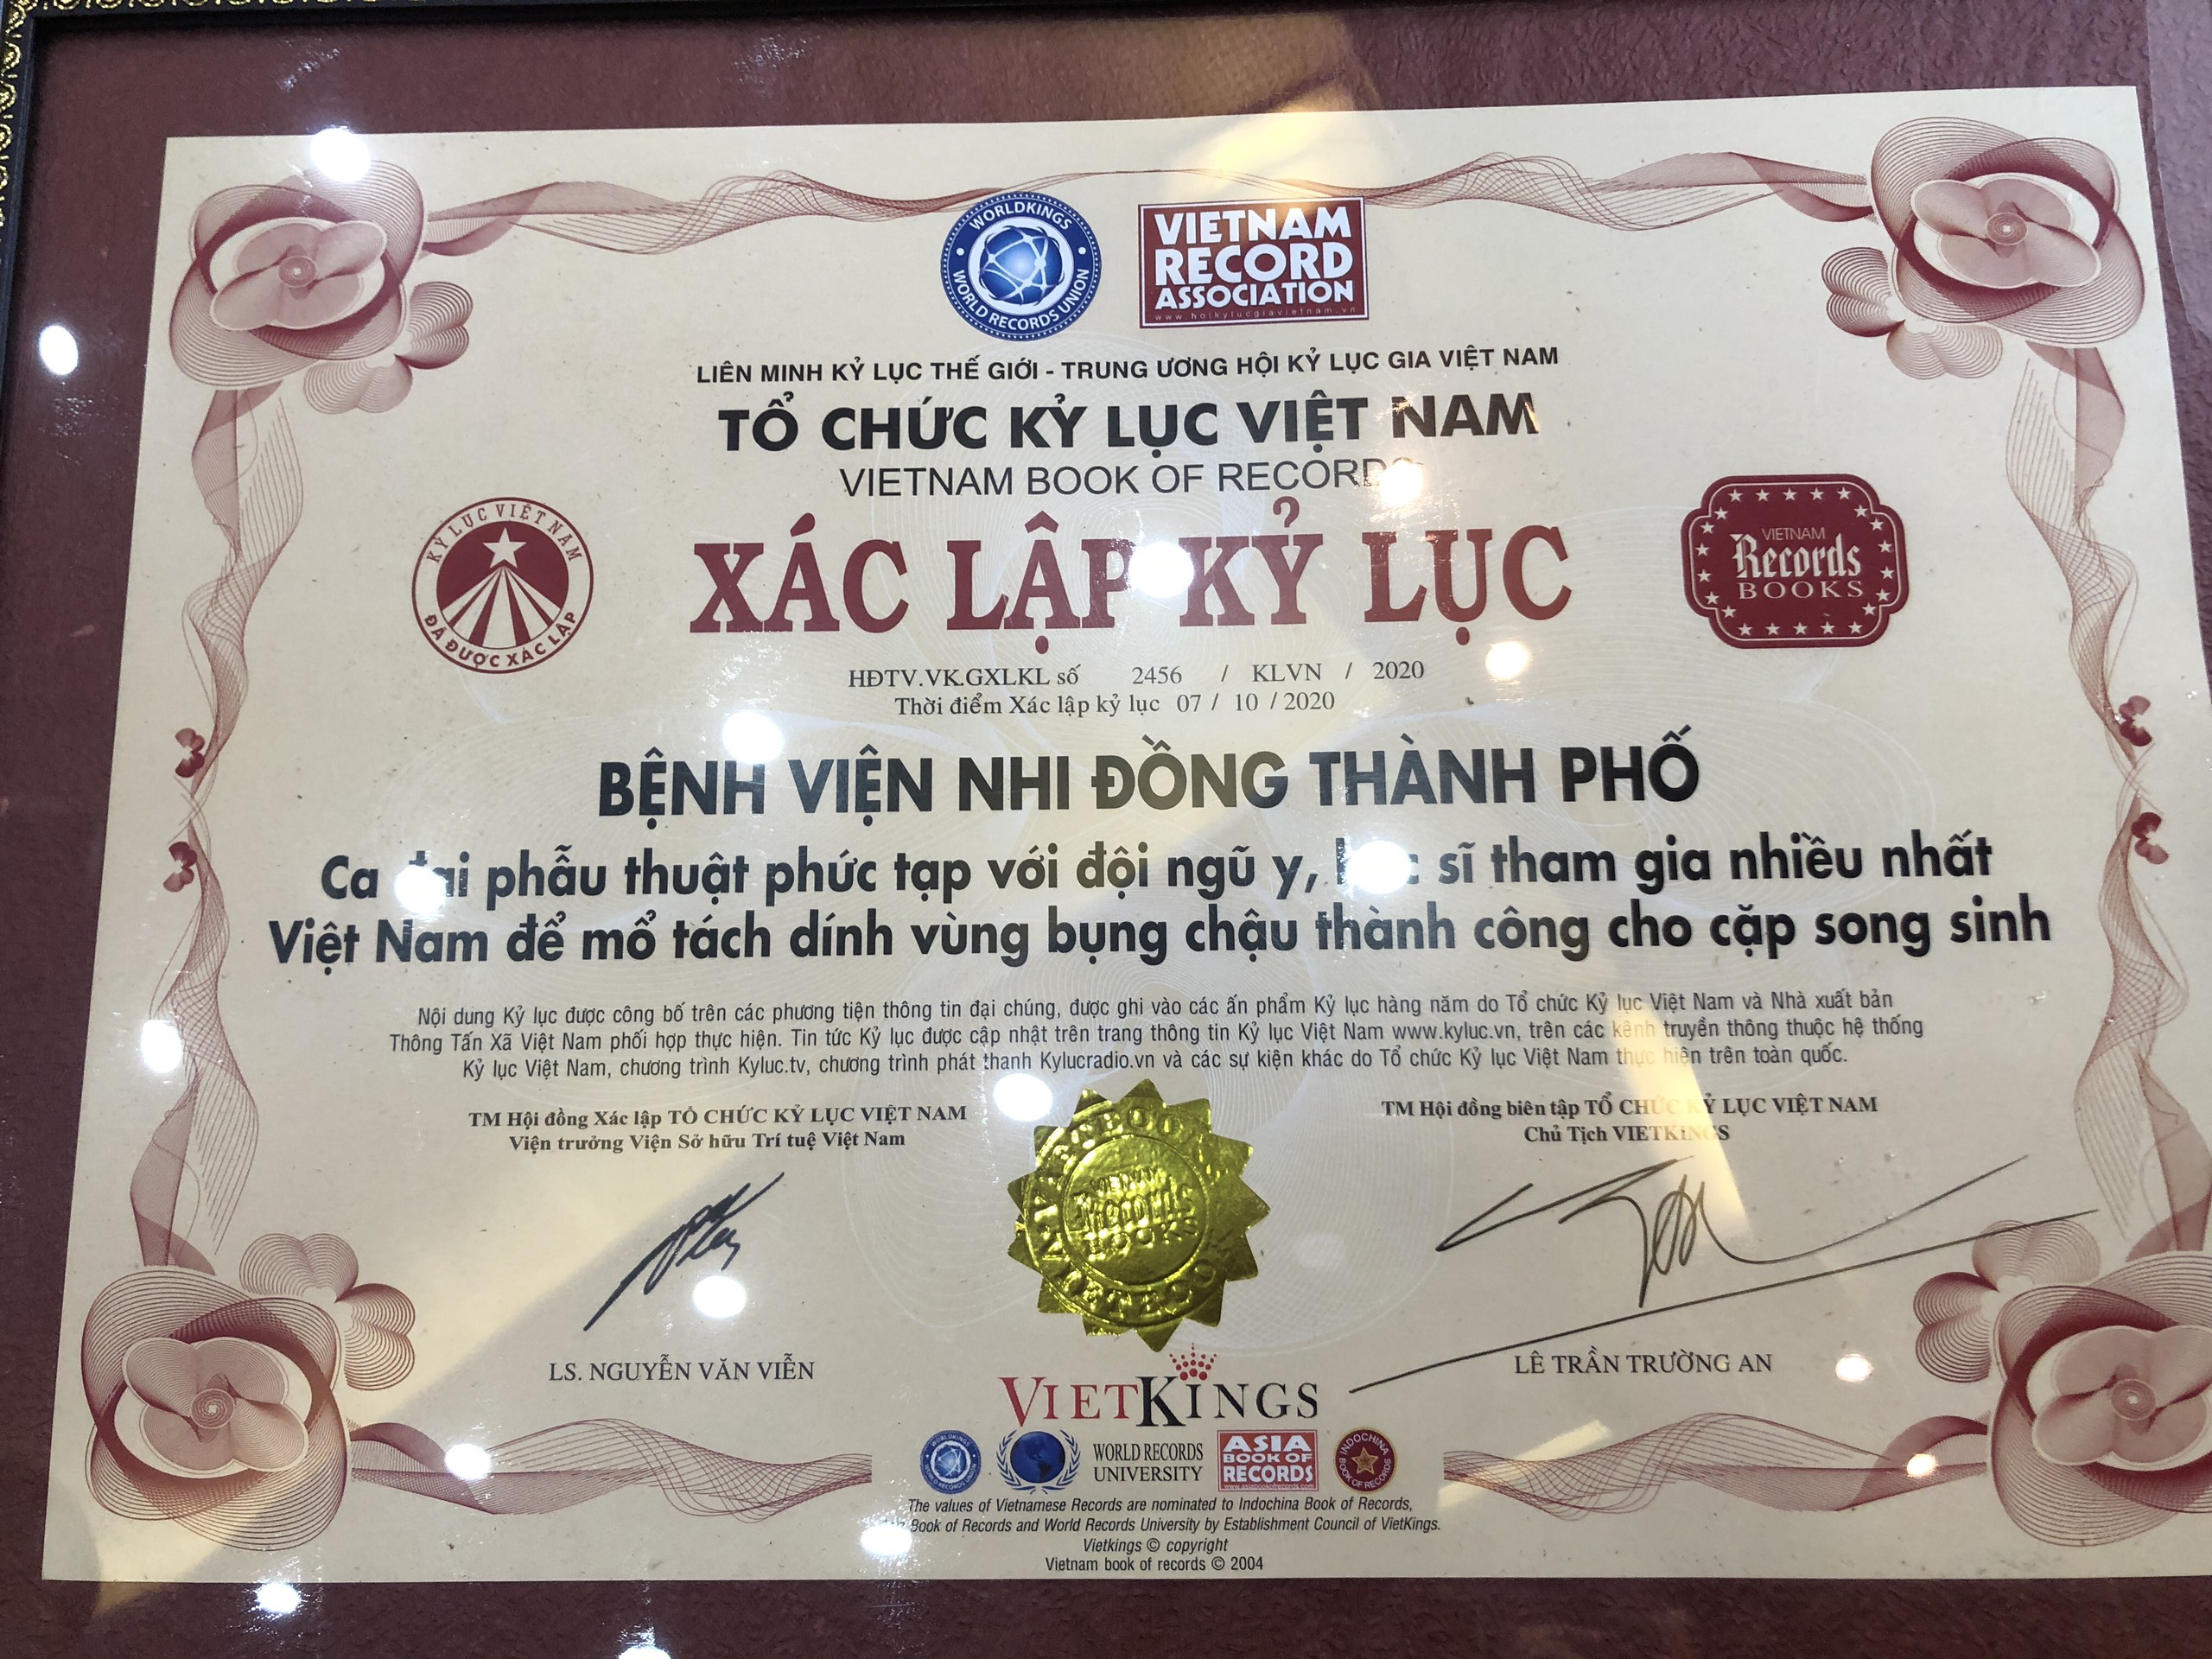 WORLDKINGS
WORLD RECORDS UNION
VIETNAM
RECORD
ASSOCIATION
www.hoikylucgiavietnam.vn
LIÊN MINH KỶ LỤC THẾ GIỚI - TRUNG ƯƠNG HỘI KỶ LỤC GIA VIỆT NAM
TỔ CHỨC KỶ LỤC VIỆT NAM
VIETNAM BOOK OF RECORDS
KỶ LỤC VIỆT NAM
ĐÃ ĐƯỢC XÁC LẬP
XÁC LẬP KỶ LỤC
VIETNAM
Records
BOOKS
HĐTV.VK.GXLKL số 2456 / KLVN / 2020
Thời điểm Xác lập kỷ lục 07 / 10 / 2020
BỆNH VIỆN NHI ĐỒNG THÀNH PHỐ
Ca đại phẫu thuật phức tạp với đội ngũ y, sĩ tham gia nhiều nhất
Việt Nam để mổ tách dính vùng bụng chậu thành công cho cặp song sinh
Nội dung Kỷ lục được công bố trên các phương tiện thông tin đại chúng, được ghi vào các ấn phẩm Kỷ lục hàng năm do Tổ chức Kỷ lục Việt Nam và Nhà xuất bản
Thông Tấn Xã Việt Nam phối hợp thực hiện. Tin tức Kỷ lục được cập nhật trên trang thông tin Kỷ lục Việt Nam www.kyluc.vn, trên các kênh truyền thông thuộc hệ thống
Kỷ lục Việt Nam, chương trình Kyluc.tv, chương trình phát thanh Kylucradio.vn và các sự kiện khác do Tổ chức Kỷ lục Việt Nam thực hiện trên toàn quốc.
TM Hội đồng Xác lập TỔ CHỨC KỶ LỤC VIỆT NAM
Viện trưởng Viện Sở hữu Trí tuệ Việt Nam
TM Hội đồng biên tập TỔ CHỨC KỶ LỤC VIỆT NAM
Chủ Tịch VIETKINGS
LS. NGUYỄN VĂN VIỄN
LÊ TRẦN TRƯỜNG AN
VIETKINGS
WORLDKINGS
WORLD RECORDS UNION
WORLD RECORDS
UNIVERSITY
ASIA
BOOK OF
RECORDS
INDOCHINA
BOOK OF RECORDS
The values of Vietnamese Records are nominated to Indochina Book of Records,
Book of Records and World Records University by Establishment Council of VietKings.
Vietkings © copyright
Vietnam book of records © 2004